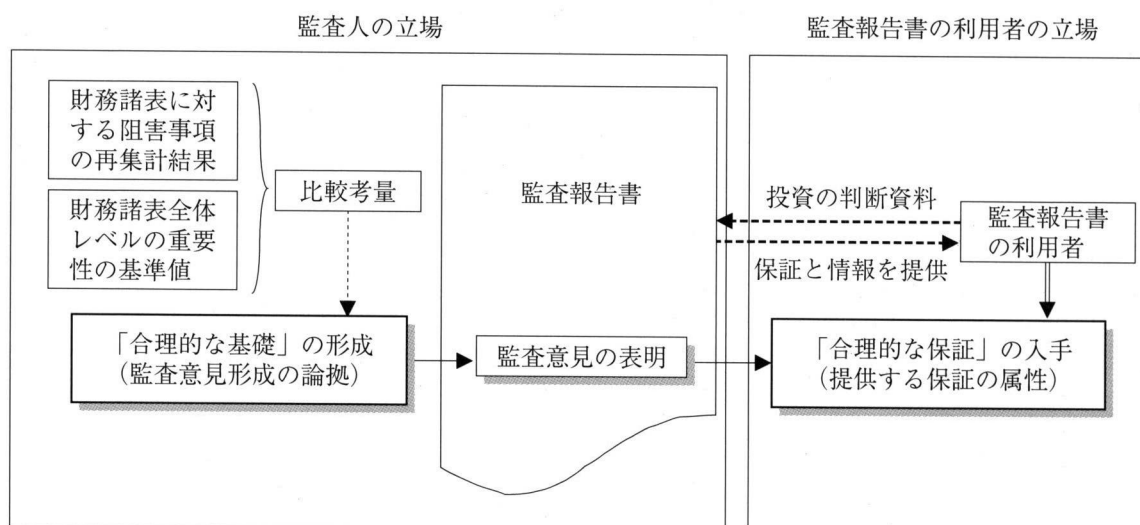 監査人の立場
監査報告書の利用者の立場
財務諸表に対
する阻害事項
の再集計結果
財務諸表全体
レベルの重要
性の基準値
比較考量
監査報告書
投資の判断資料
保証と情報を提供
監査報告書
の利用者
「合理的な基礎」の形成
(監査意見形成の論拠)
監査意見の表明
「合理的な保証」の入手
(提供する保証の属性)